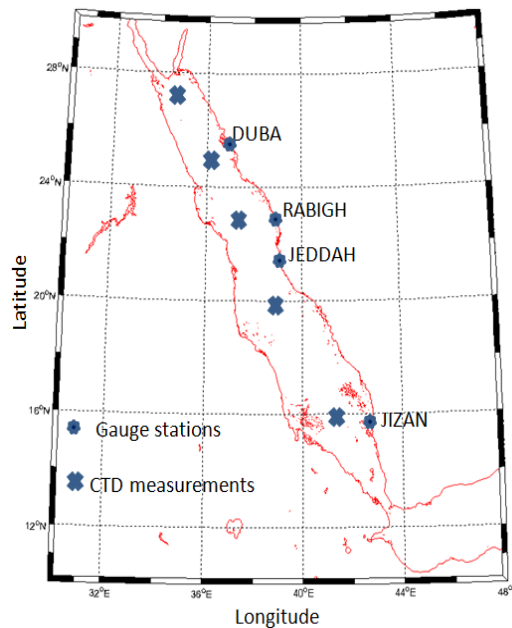 28°N
DUBA
24°N
RABIGH
JEDDAH
Latitude
20°N
16°N
JIZAN
Gauge stations
CTD measurements
12°N
32°E
36°E
40°E
44°E
48°E
Longitude